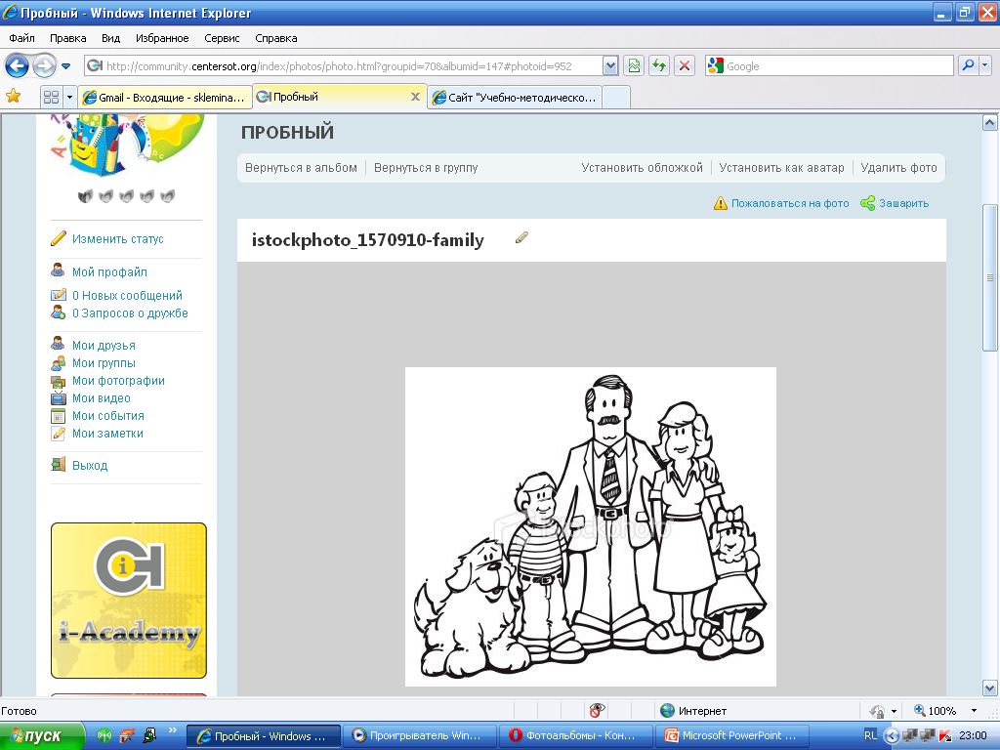 Пробный - Windows Internet Explorer
Файл Правка Вид Избранное Сервис Справка
http://community.centersot.org/index/photos/photo.html?groupid=70&albumid=147#photoid=952
Google
Gmail - Входящие - sklemina...
Пробный
Сайт "Учебно-методическо...
ПРОБНЫЙ
Вернуться в альбом Вернуться в группу Установить обложкой Установить как аватар Удалить фото
Пожаловаться на фото Зашарить
istockphoto_1570910-family
Изменить статус
Мой профайл
0 Новых сообщений
0 Запросов о дружбе
Мои друзья
Мои группы
Мои фотографии
Мои видео
Мои события
Мои заметки
Выход
i-Academy
iStockphoto
Готово
Интернет
100%
пуск
Пробный - Windows ...
Проигрыватель Win...
Фотоальбомы - Кон...
Microsoft PowerPoint ...
RL
23:00